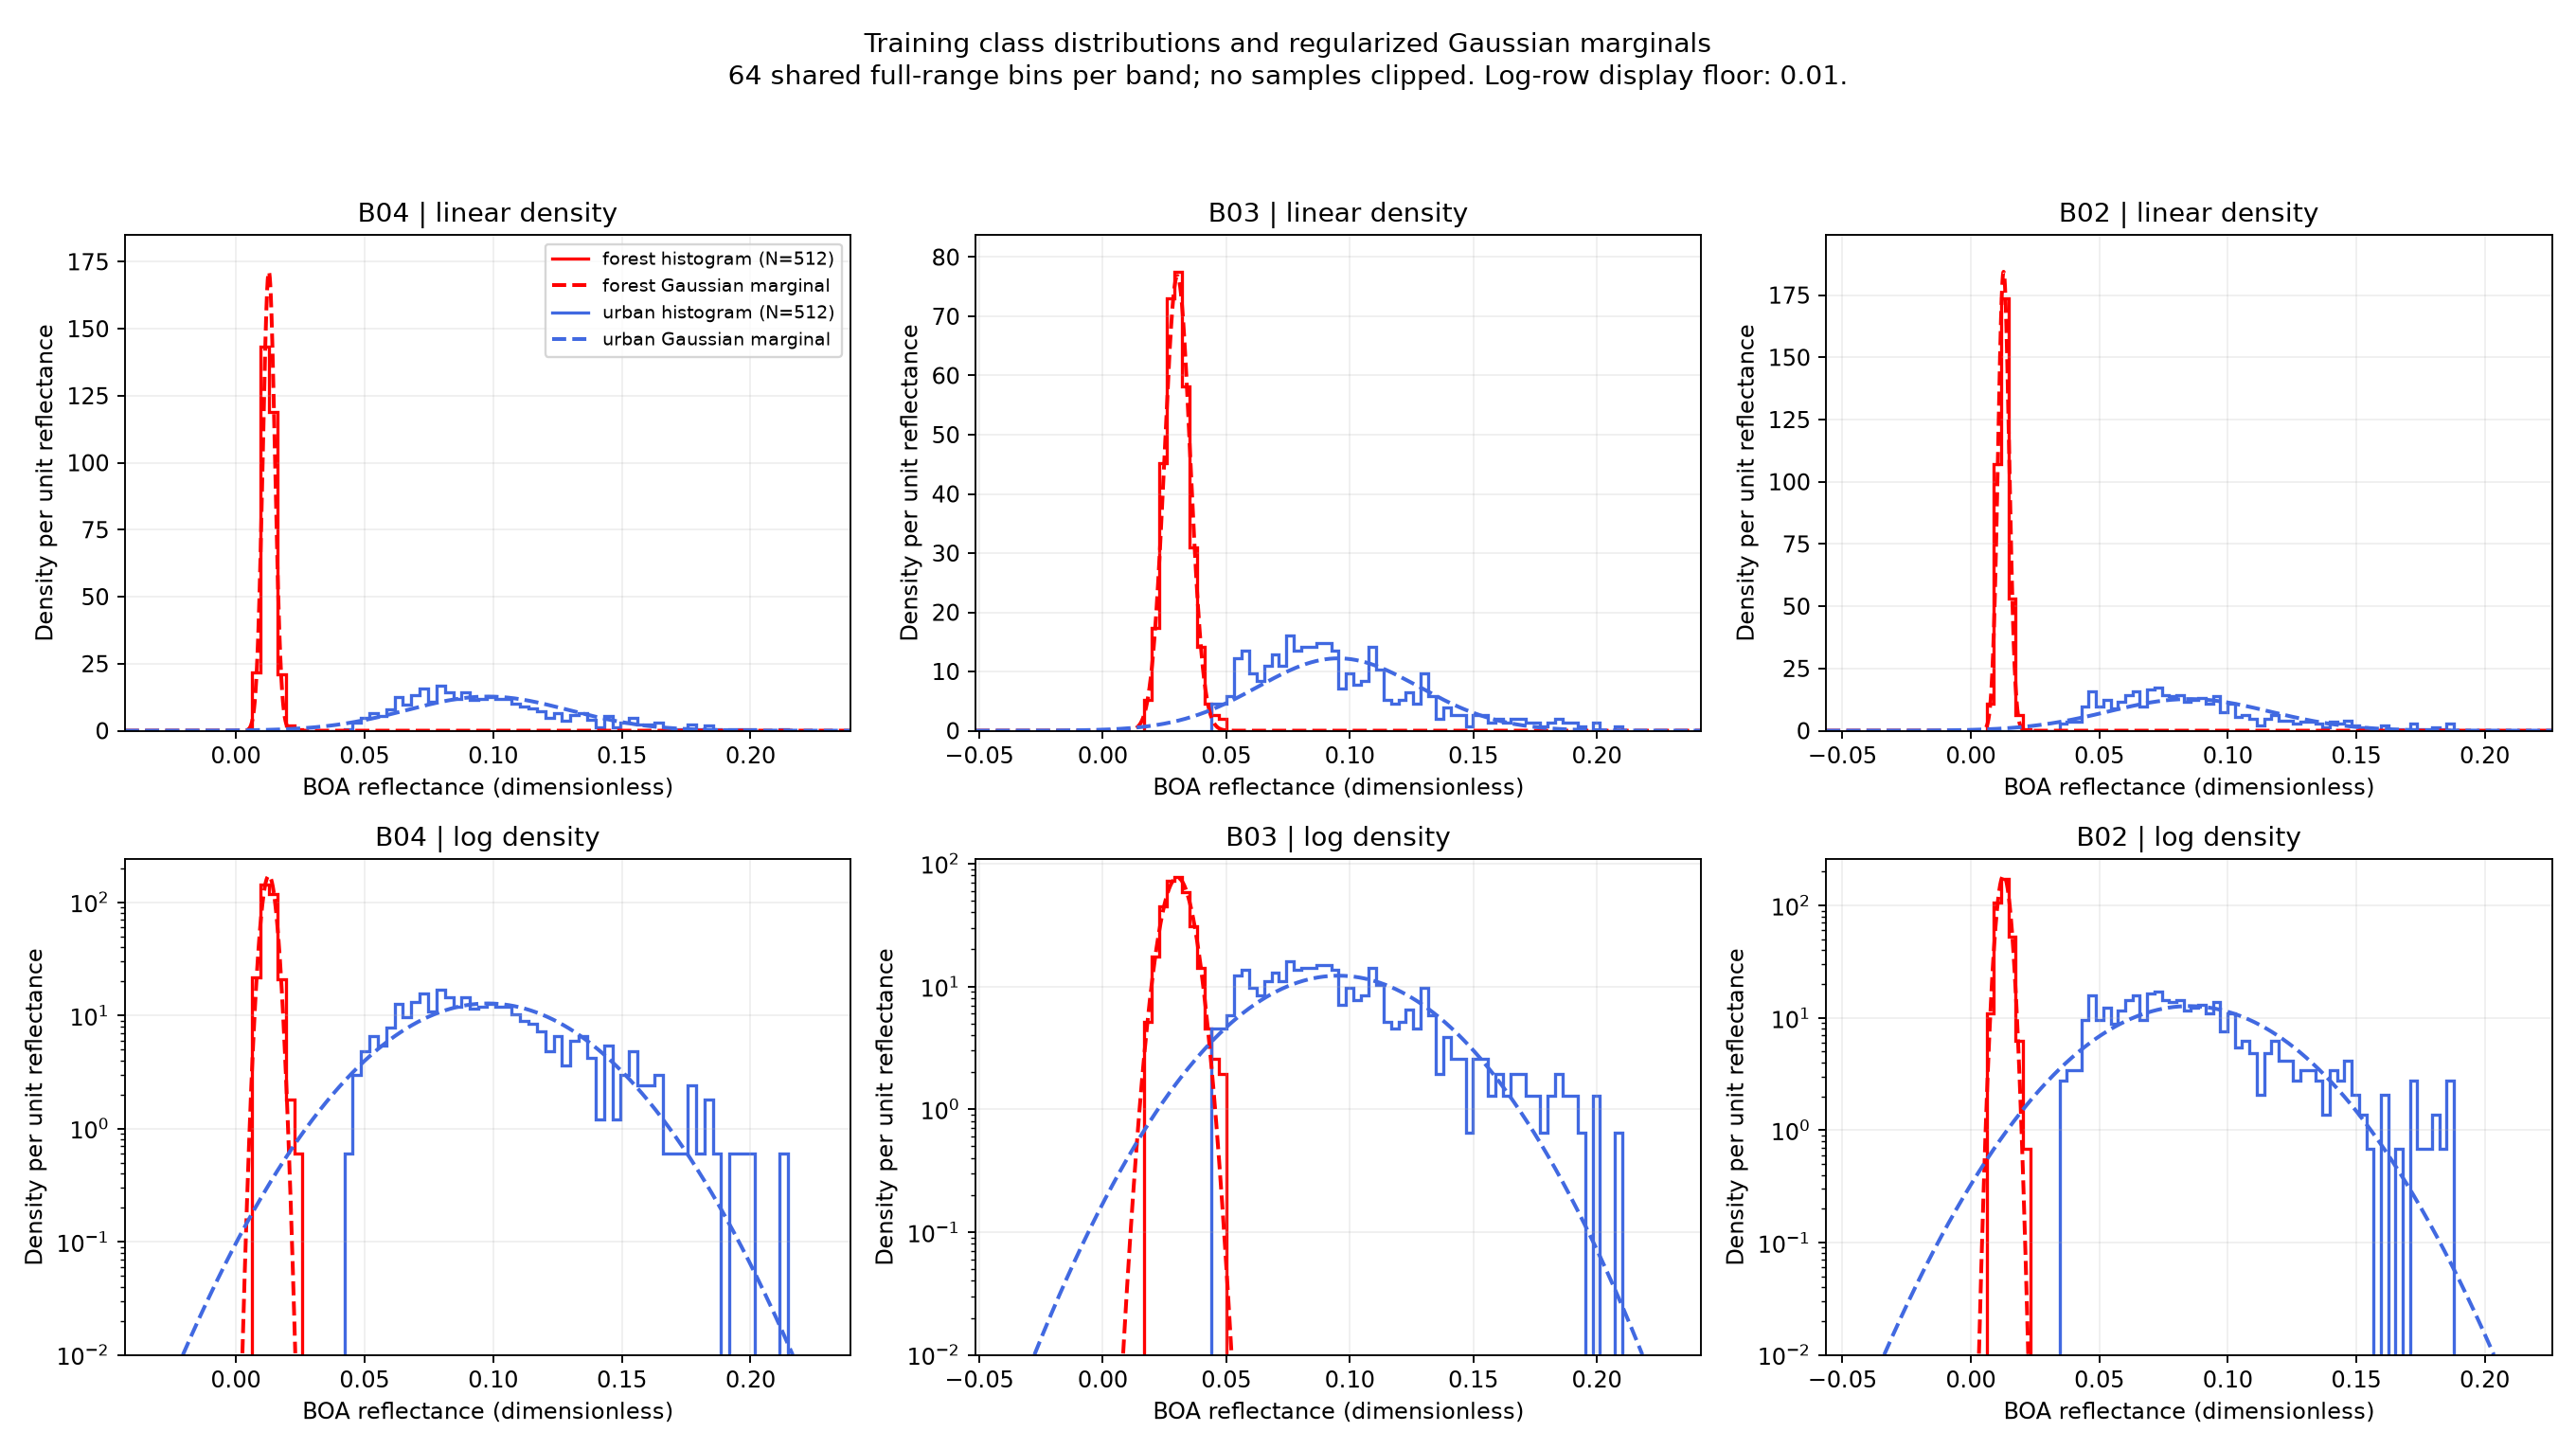 Training class distributions and regularized Gaussian marginals
64 shared full-range bins per band; no samples clipped. Log-row display floor: 0.01.
B04 | linear density
175
150
125
100
75
50
25
0
Density per unit reflectance
forest histogram (N=512)
forest Gaussian marginal
urban histogram (N=512)
urban Gaussian marginal
0.00 0.05 0.10 0.15 0.20
BOA reflectance (dimensionless)
B03 | linear density
80
70
60
50
40
30
20
10
0
Density per unit reflectance
−0.05 0.00 0.05 0.10 0.15 0.20
BOA reflectance (dimensionless)
B02 | linear density
175
150
125
100
75
50
25
0
Density per unit reflectance
−0.05 0.00 0.05 0.10 0.15 0.20
BOA reflectance (dimensionless)
B04 | log density
10²
10¹
10⁰
10⁻¹
10⁻²
Density per unit reflectance
0.00 0.05 0.10 0.15 0.20
BOA reflectance (dimensionless)
B03 | log density
10²
10¹
10⁰
10⁻¹
10⁻²
Density per unit reflectance
−0.05 0.00 0.05 0.10 0.15 0.20
BOA reflectance (dimensionless)
B02 | log density
10²
10¹
10⁰
10⁻¹
10⁻²
Density per unit reflectance
−0.05 0.00 0.05 0.10 0.15 0.20
BOA reflectance (dimensionless)